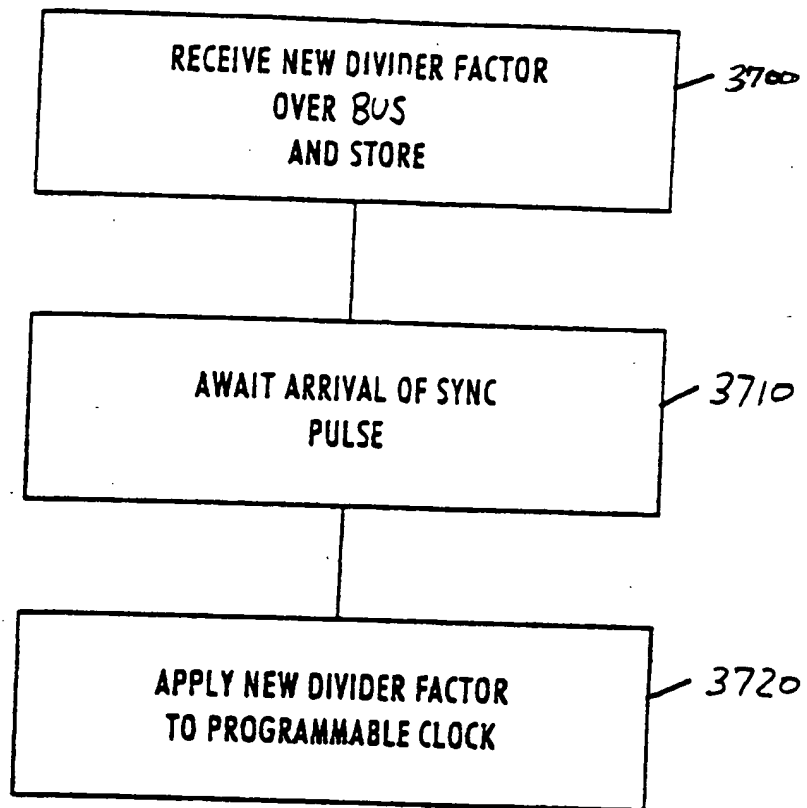 RECEIVE NEW DIVIDER FACTOR
OVER BUS
AND STORE
3700
AWAIT ARRIVAL OF SYNC
PULSE
3710
APPLY NEW DIVIDER FACTOR
TO PROGRAMMABLE CLOCK
3720